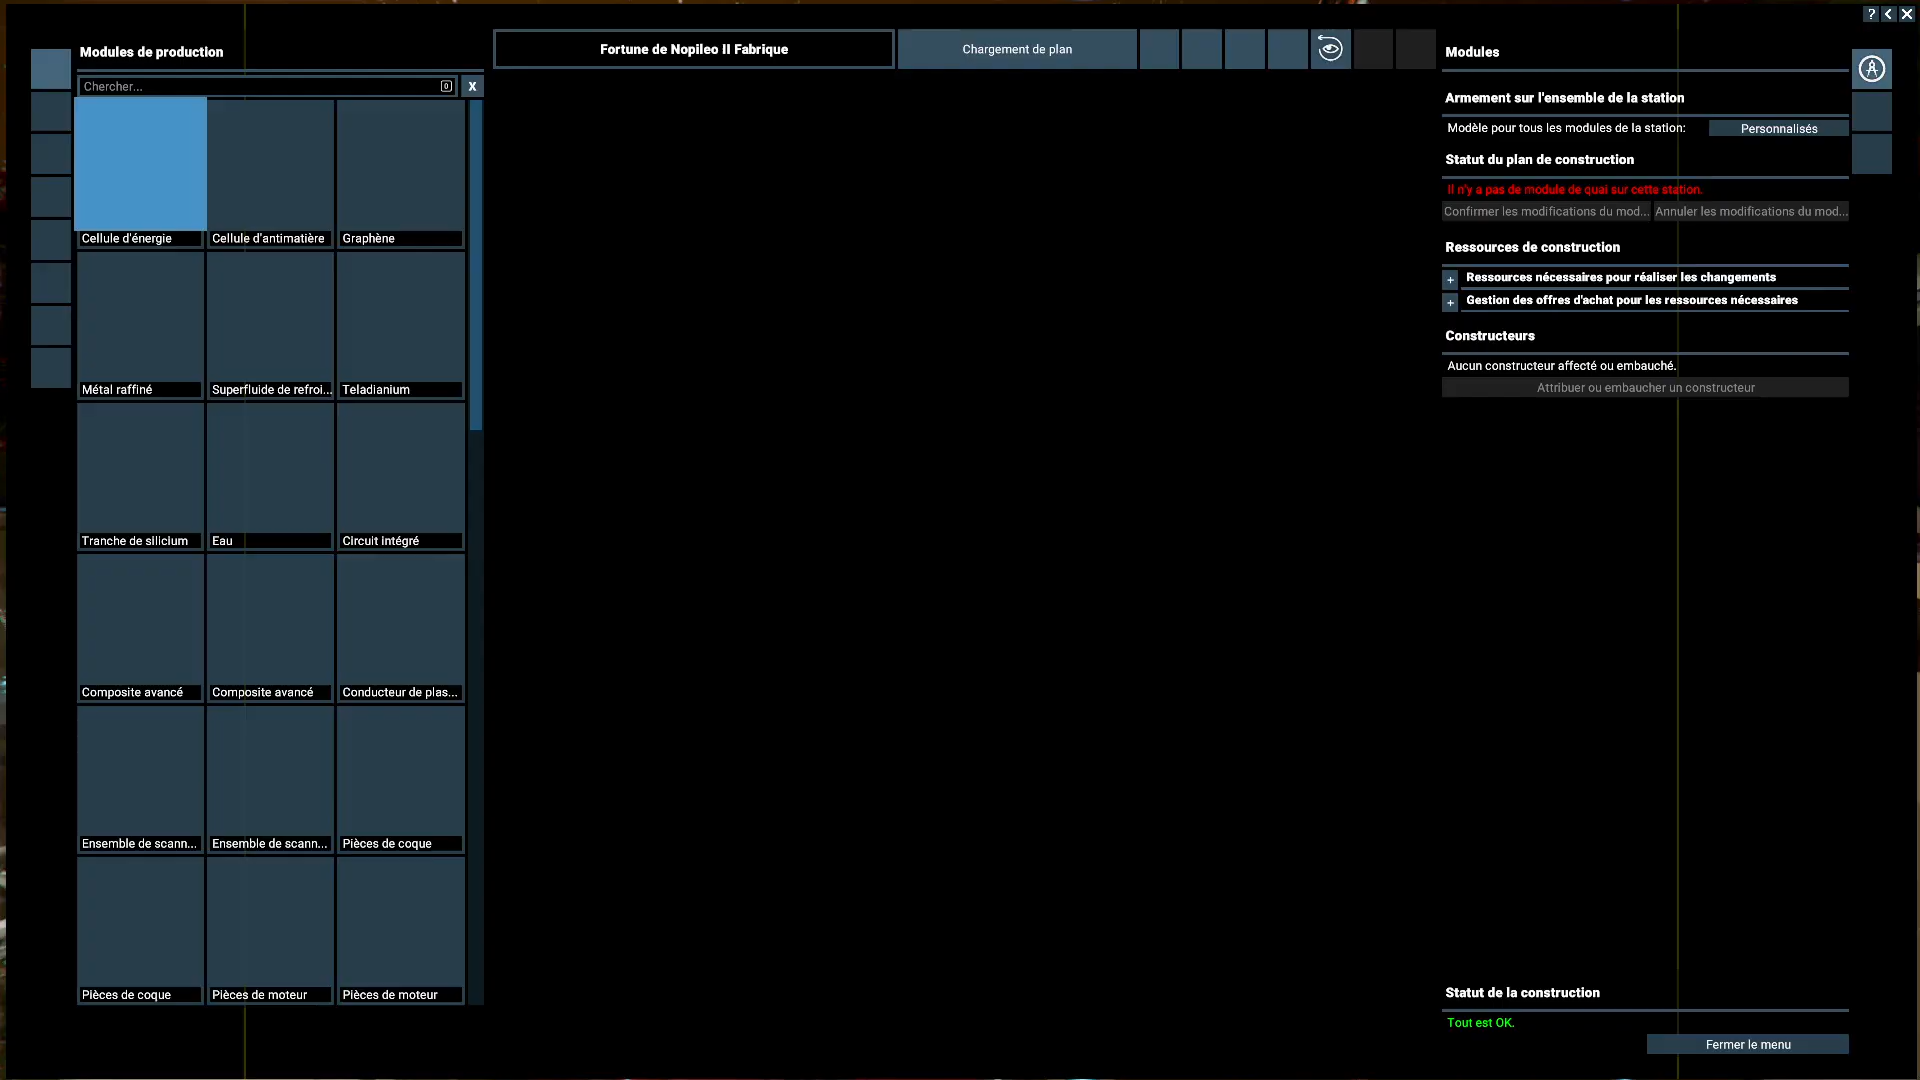 ? < X
Modules de production
Chercher... 0 X
Cellule d'énergie
Cellule d'antimatière
Graphène
Métal raffiné
Superfluide de refroi...
Teladianium
Tranche de silicium
Eau
Circuit intégré
Composite avancé
Composite avancé
Conducteur de plas...
Ensemble de scann...
Ensemble de scann...
Pièces de coque
Pièces de coque
Pièces de moteur
Pièces de moteur
Fortune de Nopileo II Fabrique
Chargement de plan
Modules
Armement sur l'ensemble de la station
Modèle pour tous les modules de la station: Personnalisés
Statut du plan de construction
Il n'y a pas de module de quai sur cette station.
Confirmer les modifications du mod... Annuler les modifications du mod...
Ressources de construction
+ Ressources nécessaires pour réaliser les changements
+ Gestion des offres d'achat pour les ressources nécessaires
Constructeurs
Aucun constructeur affecté ou embauché.
Attribuer ou embaucher un constructeur
Statut de la construction
Tout est OK.
Fermer le menu